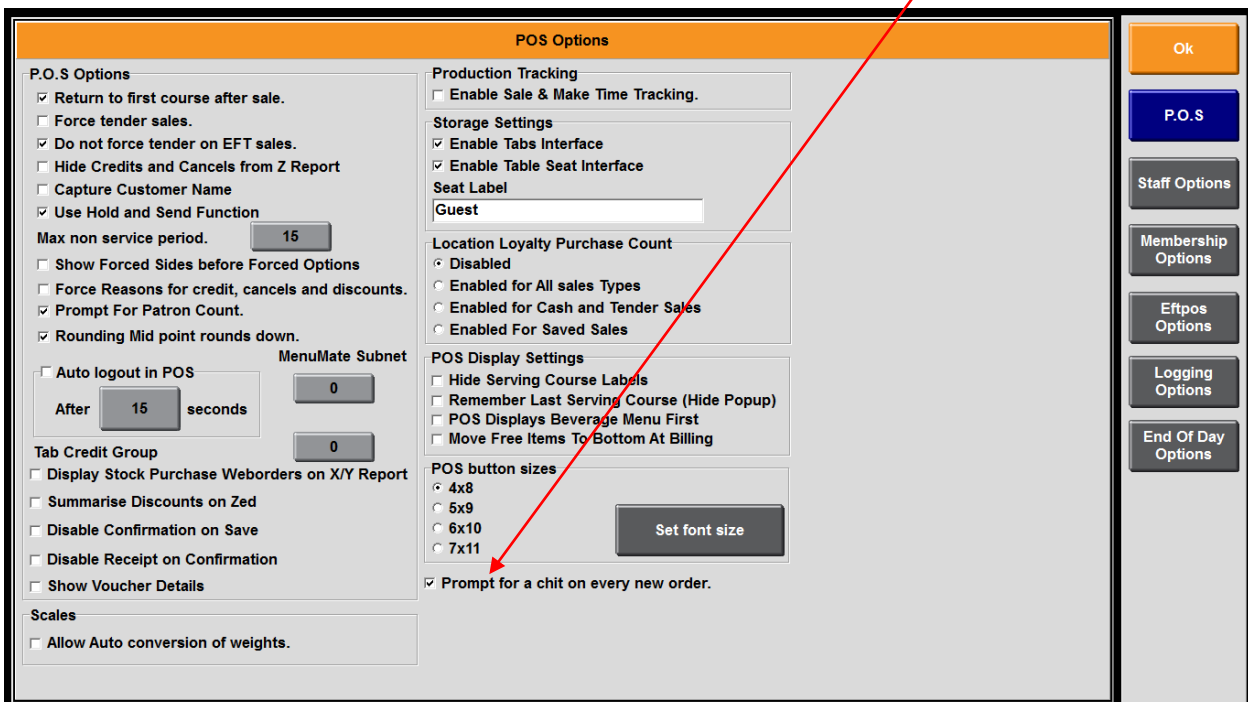 POS Options
P.O.S Options
Return to first course after sale.
Force tender sales.
Do not force tender on EFT sales.
Hide Credits and Cancels from Z Report
Capture Customer Name
Use Hold and Send Function
Max non service period.
15
Show Forced Sides before Forced Options
Force Reasons for credit, cancels and discounts.
Prompt For Patron Count.
Rounding Mid point rounds down.
MenuMate Subnet
0
Auto logout in POS
After
15
seconds
0
Tab Credit Group
Display Stock Purchase Weborders on X/Y Report
Summarise Discounts on Zed
Disable Confirmation on Save
Disable Receipt on Confirmation
Show Voucher Details
Scales
Allow Auto conversion of weights.
Production Tracking
Enable Sale & Make Time Tracking.
Storage Settings
Enable Tabs Interface
Enable Table Seat Interface
Seat Label
Guest
Location Loyalty Purchase Count
Disabled
Enabled for All sales Types
Enabled for Cash and Tender Sales
Enabled For Saved Sales
POS Display Settings
Hide Serving Course Labels
Remember Last Serving Course (Hide Popup)
POS Displays Beverage Menu First
Move Free Items To Bottom At Billing
POS button sizes
4x8
5x9
6x10
7x11
Set font size
Prompt for a chit on every new order.
Ok
P.O.S
Staff Options
Membership
Options
Eftpos
Options
Logging
Options
End Of Day
Options